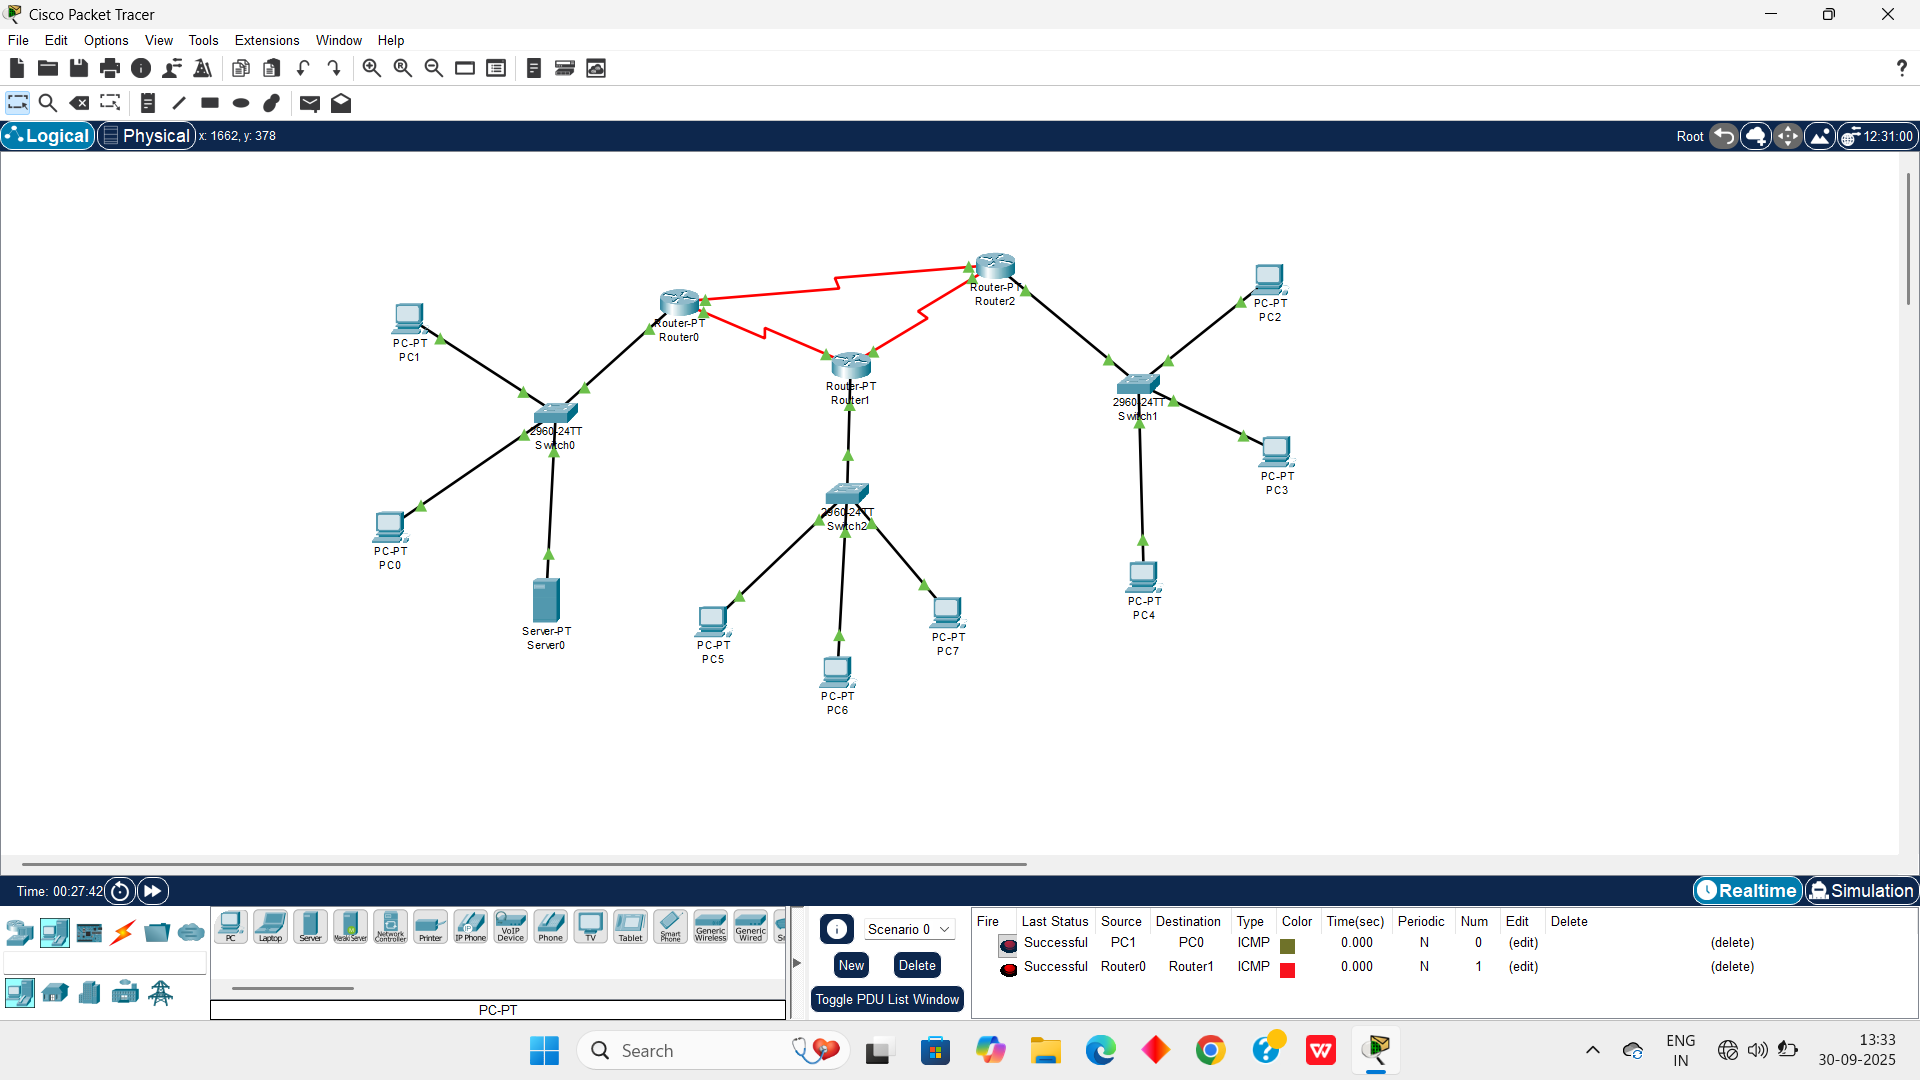 Cisco Packet Tracer
File Edit Options View Tools Extensions Window Help
?
Logical Physical x: 1662, y: 378 Root 12:31:00
Router-PT
Router2
PC-PT
PC2
Router-PT
Router0
PC-PT
PC1
Router-PT
Router1
2960-24TT
Switch1
2960-24TT
Switch0
PC-PT
PC3
2960-24TT
Switch2
PC-PT
PC0
PC-PT
PC4
Server-PT
Server0
PC-PT
PC5
PC-PT
PC7
PC-PT
PC6
Time: 00:27:42 Realtime Simulation
PC Laptop Server Meraki Server Network Controller Printer IP Phone VoIP Device Phone TV Tablet Smart Phone Generic Wireless Generic Wired
PC-PT
Scenario 0
New Delete
Toggle PDU List Window
Fire Last Status Source Destination Type Color Time(sec) Periodic Num Edit Delete
Successful PC1 PC0 ICMP 0.000 N 0 (edit) (delete)
Successful Router0 Router1 ICMP 0.000 N 1 (edit) (delete)
Search
ENG
IN
13:33
30-09-2025